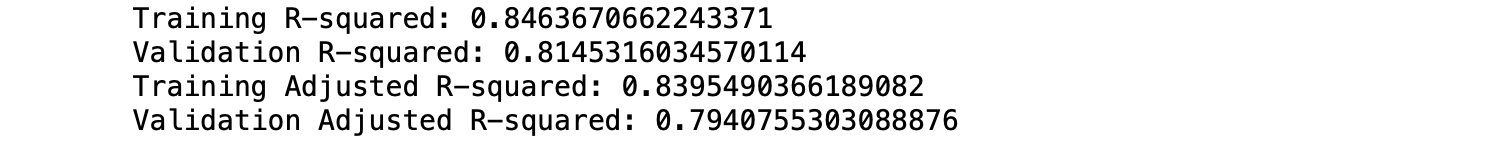 Training R-squared: 0.8463670662243371
Validation R-squared: 0.8145316034570114
Training Adjusted R-squared: 0.8395490366189082
Validation Adjusted R-squared: 0.7940755303088876